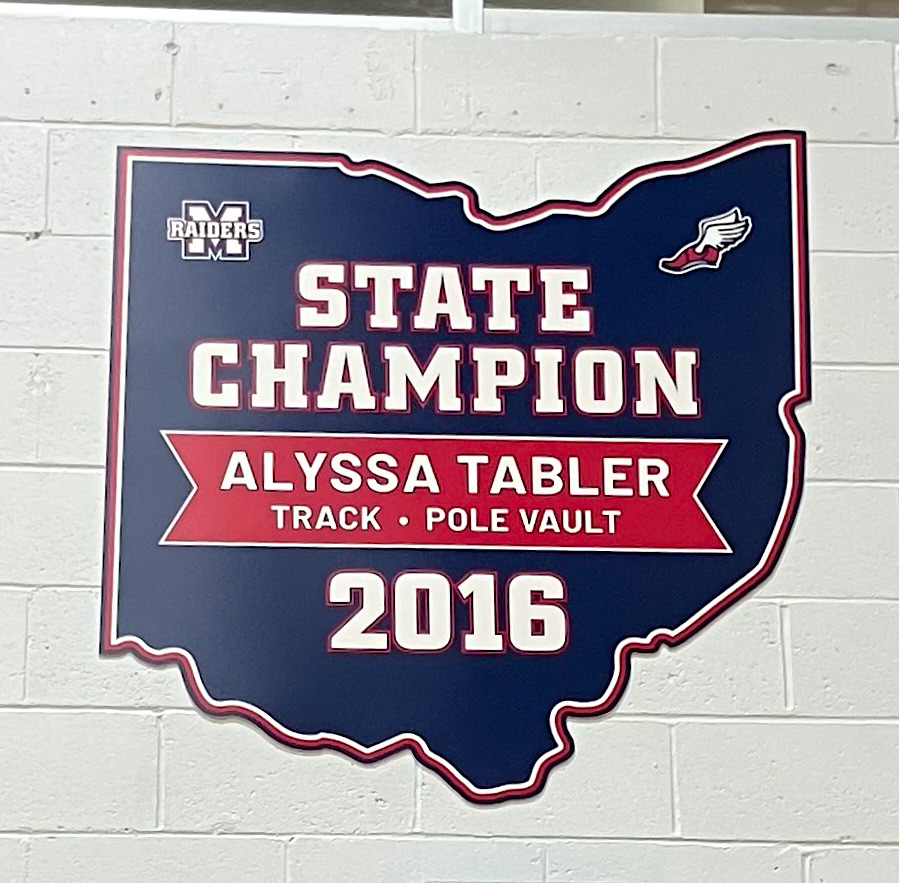 M
RAIDERS
STATE
CHAMPION
ALYSSA TABLER
TRACK • POLE VAULT
2016